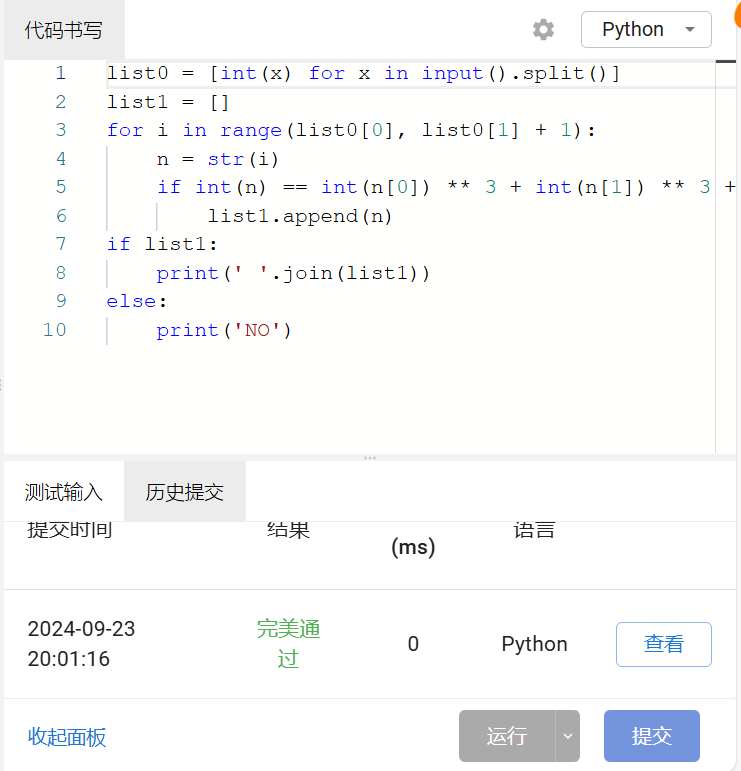 代码书写
Python
1 list0 = [int(x) for x in input().split()]
2 list1 = []
3 for i in range(list0[0], list0[1] + 1):
4 n = str(i)
5 if int(n) == int(n[0]) ** 3 + int(n[1]) ** 3 +
6 list1.append(n)
7 if list1:
8 print(' '.join(list1))
9 else:
10 print('NO')
测试输入 历史提交
提交时间 结果 (ms) 语言
2024-09-23
20:01:16
完美通
过
0
Python
查看
收起面板
运行
提交